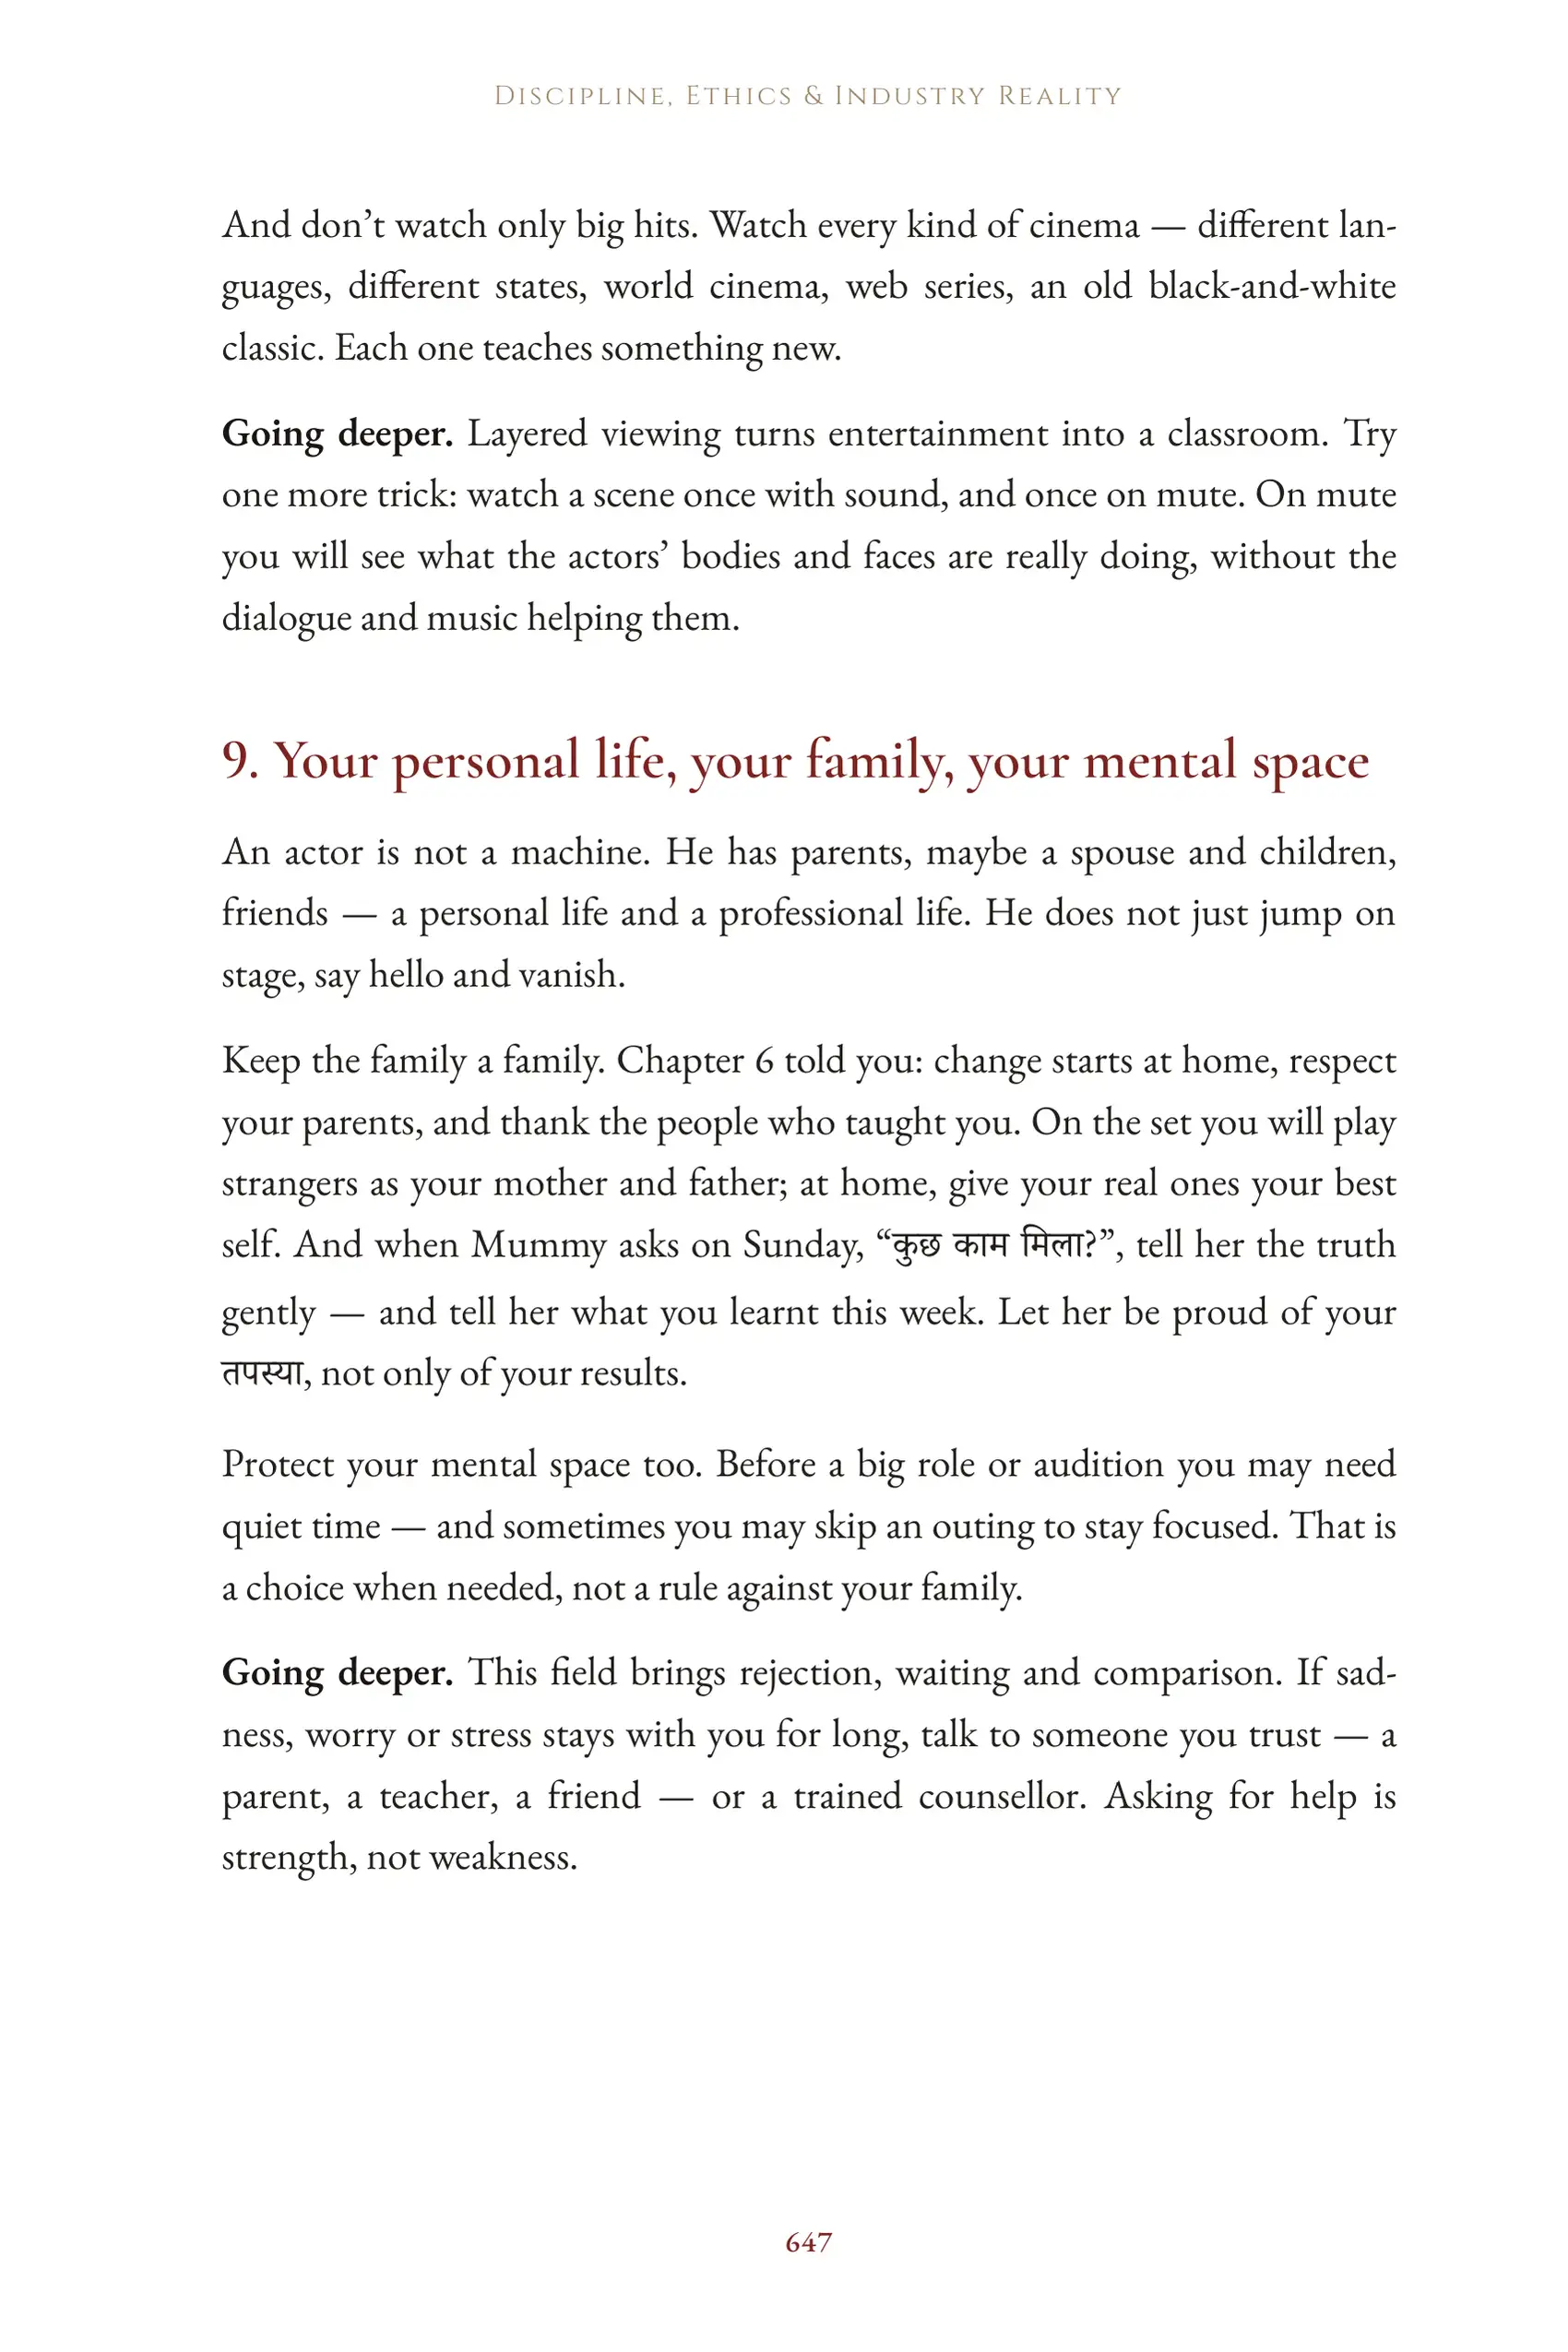 Discipline, Ethics & Industry Reality
And don’t watch only big hits. Watch every kind of cinema — different lan-
guages, different states, world cinema, web series, an old black-and-white
classic. Each one teaches something new.
Going deeper. Layered viewing turns entertainment into a classroom. Try
one more trick: watch a scene once with sound, and once on mute. On mute
you will see what the actors’ bodies and faces are really doing, without the
dialogue and music helping them.
9. Your personal life, your family, your mental space
An actor is not a machine. He has parents, maybe a spouse and children,
friends — a personal life and a professional life. He does not just jump on
stage, say hello and vanish.
Keep the family a family. Chapter 6 told you: change starts at home, respect
your parents, and thank the people who taught you. On the set you will play
strangers as your mother and father; at home, give your real ones your best
self. And when Mummy asks on Sunday, “कुछ काम मिला?”, tell her the truth
gently — and tell her what you learnt this week. Let her be proud of your
तपस्या, not only of your results.
Protect your mental space too. Before a big role or audition you may need
quiet time — and sometimes you may skip an outing to stay focused. That is
a choice when needed, not a rule against your family.
Going deeper. This field brings rejection, waiting and comparison. If sad-
ness, worry or stress stays with you for long, talk to someone you trust — a
parent, a teacher, a friend — or a trained counsellor. Asking for help is
strength, not weakness.
647